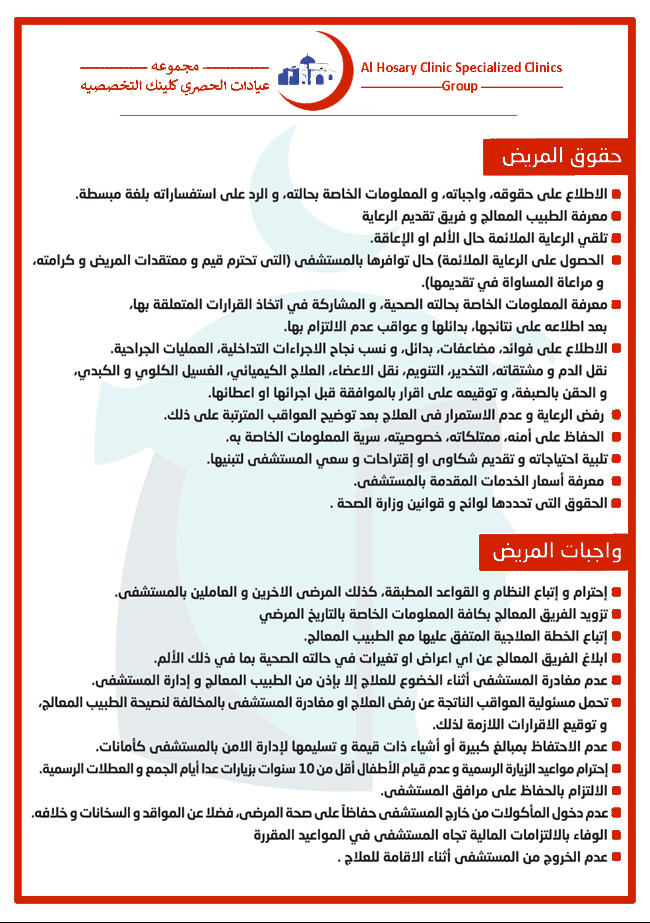 مجموعه
عيادات الحصري كلينك التخصصيه
Al Hosary Clinic Specialized Clinics
Group
حقوق المريض
الاطلاع على حقوقه، واجباته، و المعلومات الخاصة بحالته، و الرد على استفساراته بلغة مبسطة.
معرفة الطبيب المعالج و فريق تقديم الرعاية
تلقي الرعاية الملائمة حال الألم او الإعاقة.
الحصول على الرعاية الملائمة) حال توافرها بالمستشفى (التى تحترم قيم و معتقدات المريض و كرامته،
و مراعاة المساواة في تقديمها).
معرفة المعلومات الخاصة بحالته الصحية، و المشاركة في اتخاذ القرارات المتعلقة بها،
بعد اطلاعه على نتائجها، بدائلها و عواقب عدم الالتزام بها.
الاطلاع على فوائد، مضاعفات، بدائل، و نسب نجاح الاجراءات التداخلية، العمليات الجراحية.
نقل الدم و مشتقاته، التخدير، التنويم، نقل الاعضاء، العلاج الكيميائي، الغسيل الكلوي و الكبدي،
و الحقن بالصبغة، و توقيعه على اقرار بالموافقة قبل اجرائها او اعطائها.
رفض الرعاية و عدم الاستمرار فى العلاج بعد توضيح العواقب المترتبة على ذلك.
الحفاظ على أمنه، ممتلكاته، خصوصيته، سرية المعلومات الخاصة به.
تلبية احتياجاته و تقديم شكاوى او إقتراحات و سعي المستشفى لتبنيها.
معرفة أسعار الخدمات المقدمة بالمستشفى.
الحقوق التى تحددها لوائح و قوانين وزارة الصحة .
واجبات المريض
إحترام و إتباع النظام و القواعد المطبقة، كذلك المرضى الاخرين و العاملين بالمستشفى.
تزويد الفريق المعالج بكافة المعلومات الخاصة بالتاريخ المرضي
إتباع الخطة العلاجية المتفق عليها مع الطبيب المعالج.
ابلاغ الفريق المعالج عن اي اعراض او تغيرات في حالته الصحية بما في ذلك الألم.
عدم مغادرة المستشفى أثناء الخضوع للعلاج إلا بإذن من الطبيب المعالج و إدارة المستشفى.
تحمل مسئولية العواقب الناتجة عن رفض العلاج او مغادرة المستشفى بالمخالفة لنصيحة الطبيب المعالج،
و توقيع الاقرارات اللازمة لذلك.
عدم الاحتفاظ بمبالغ كبيرة أو أشياء ذات قيمة و تسليمها لإدارة الامن بالمستشفى كأمانات.
إحترام مواعيد الزيارة الرسمية و عدم قيام الأطفال أقل من 10 سنوات بزيارات عدا أيام الجمع و العطلات الرسمية.
الالتزام بالحفاظ على مرافق المستشفى.
عدم دخول المأكولات من خارج المستشفى حفاظاً على صحة المرضى، فضلا عن المواقد و السخانات و خلافه.
الوفاء بالالتزامات المالية تجاه المستشفى في المواعيد المقررة
عدم الخروج من المستشفى أثناء الاقامة للعلاج .